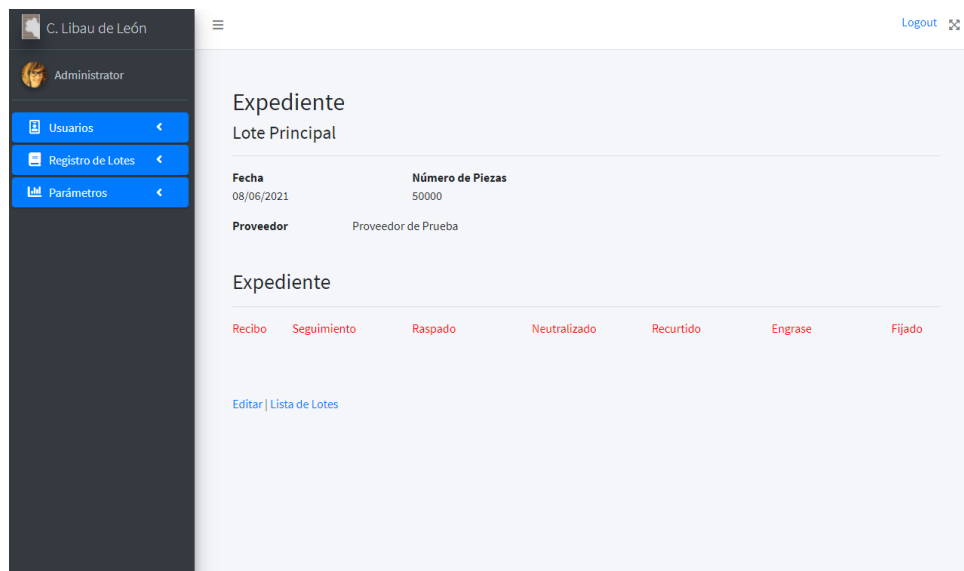 C. Libau de León
Logout
Administrator
Usuarios
Registro de Lotes
Parámetros
Expediente
Lote Principal
Fecha Número de Piezas
08/06/2021 50000
Proveedor Proveedor de Prueba
Expediente
Recibo Seguimiento Raspado Neutralizado Recurtido Engrase Fijado
Editar | Lista de Lotes